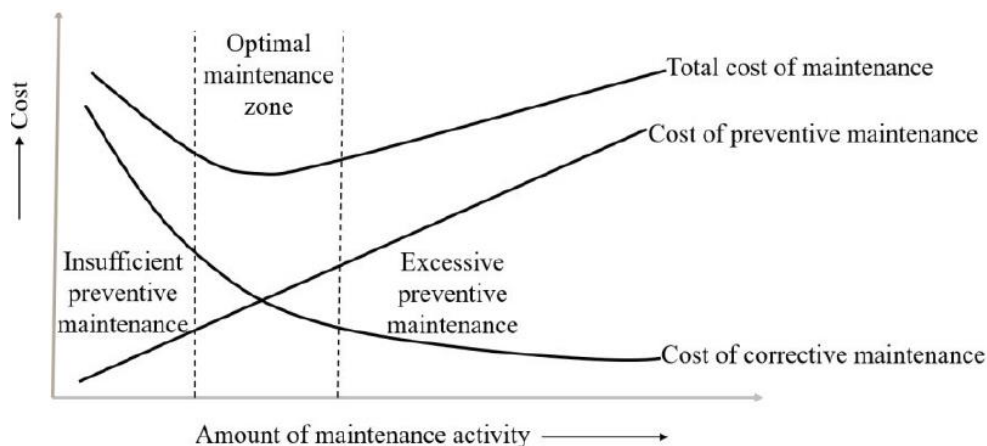 Optimal
maintenance
zone
Total cost of maintenance
Cost of preventive maintenance
Cost
Insufficient
preventive
maintenance
Excessive
preventive
maintenance
Cost of corrective maintenance
Amount of maintenance activity